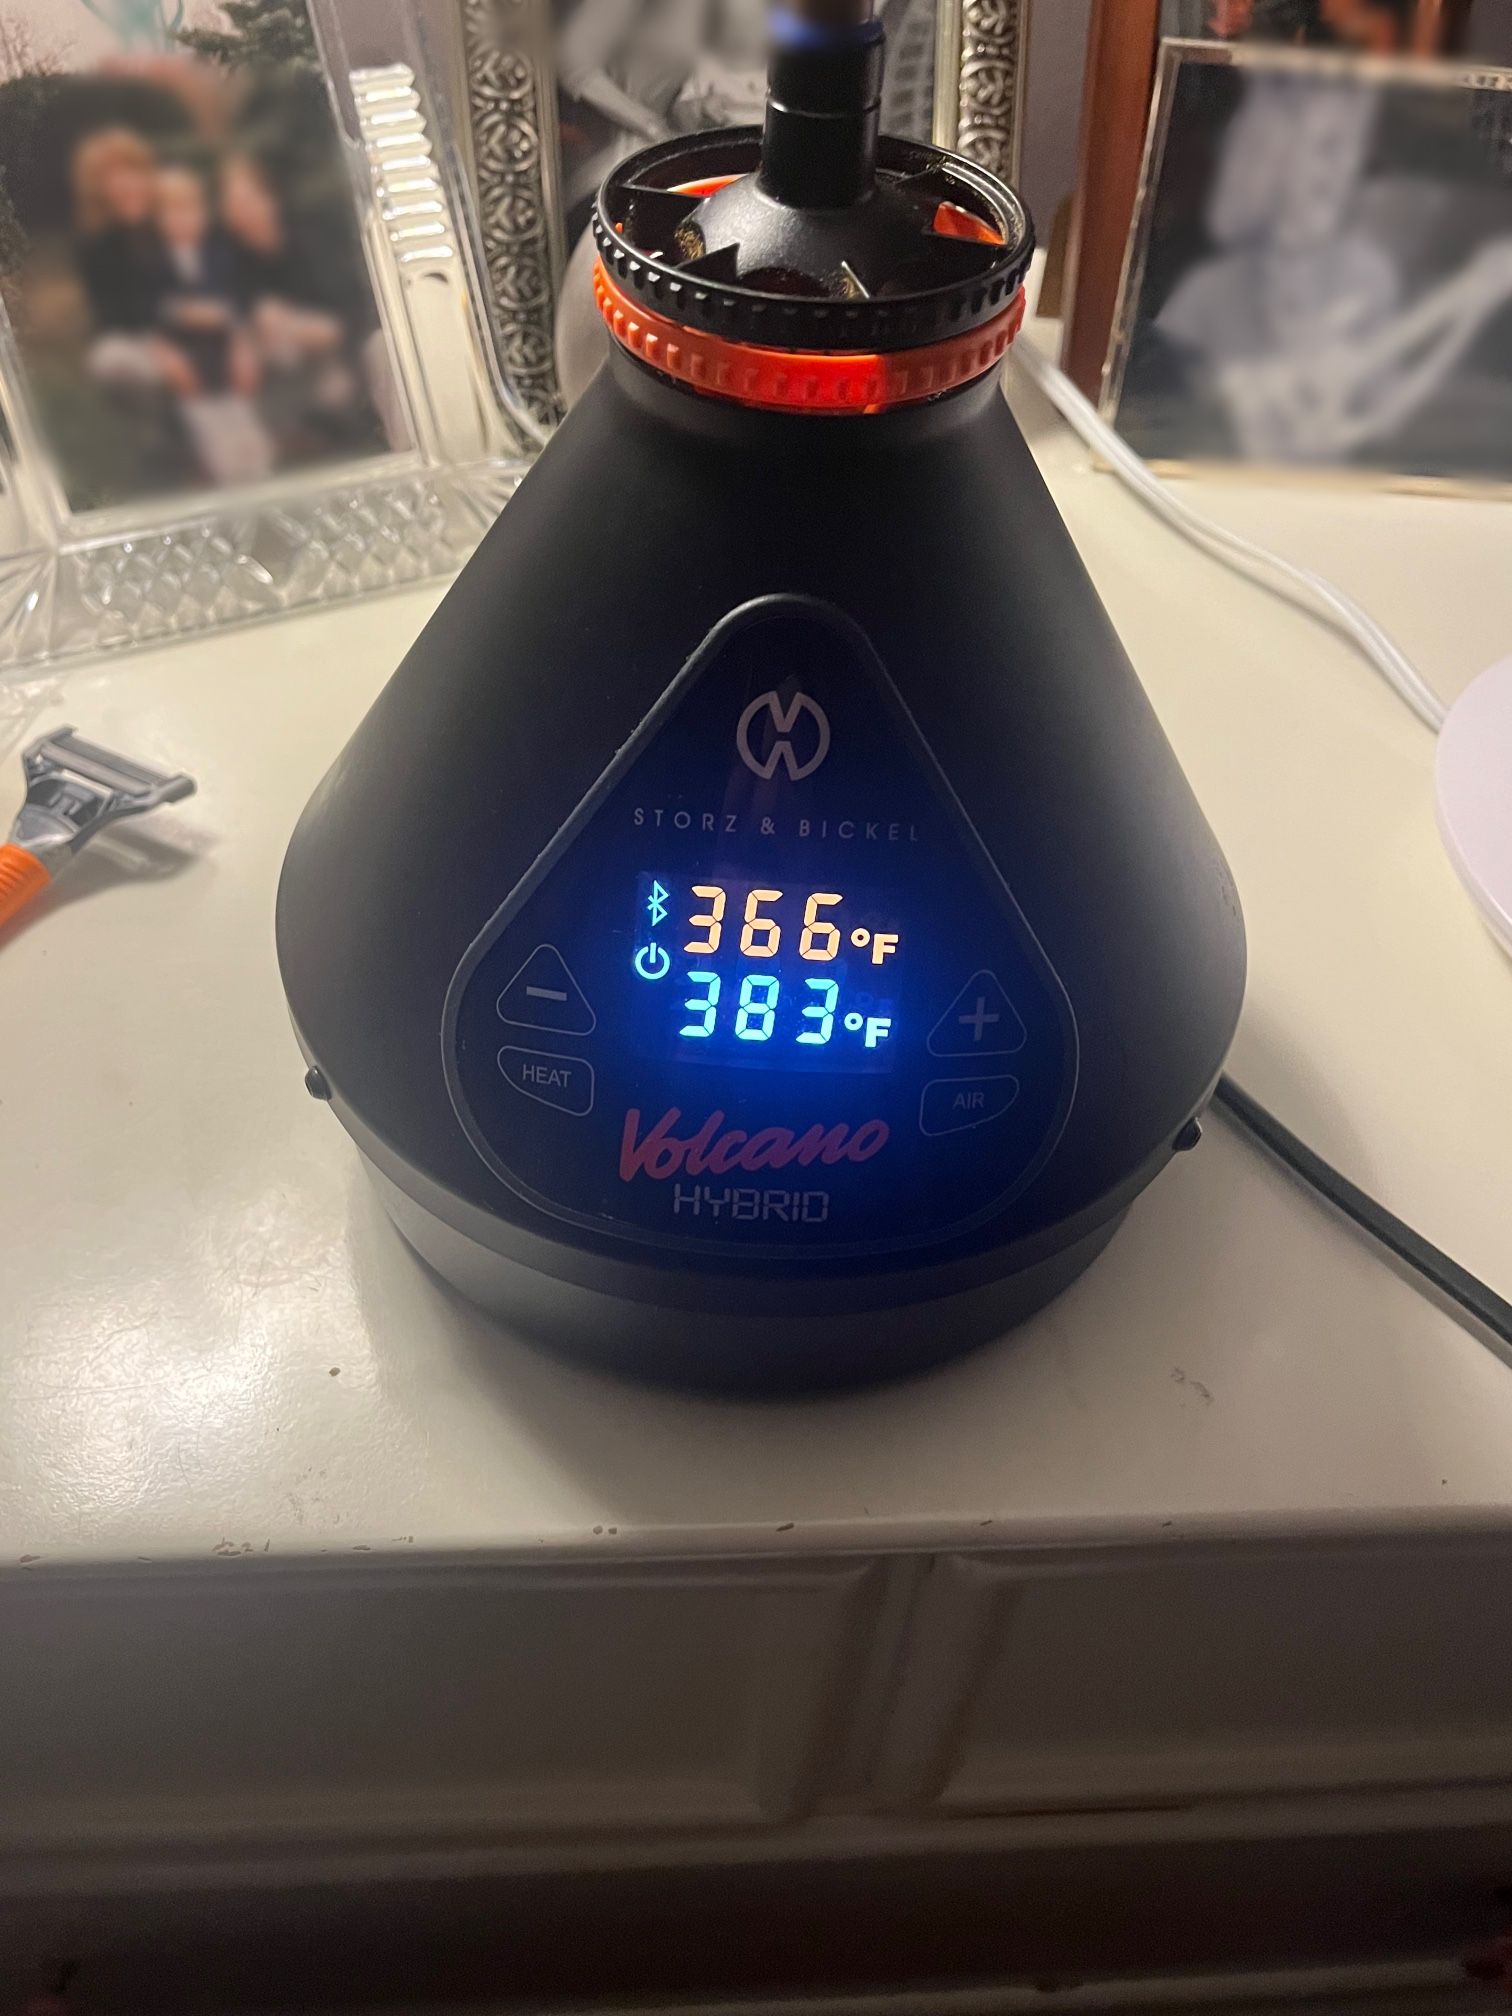 STORZ & BICKEL
366°F
383°F
HEAT
AIR
Volcano
HYBRID